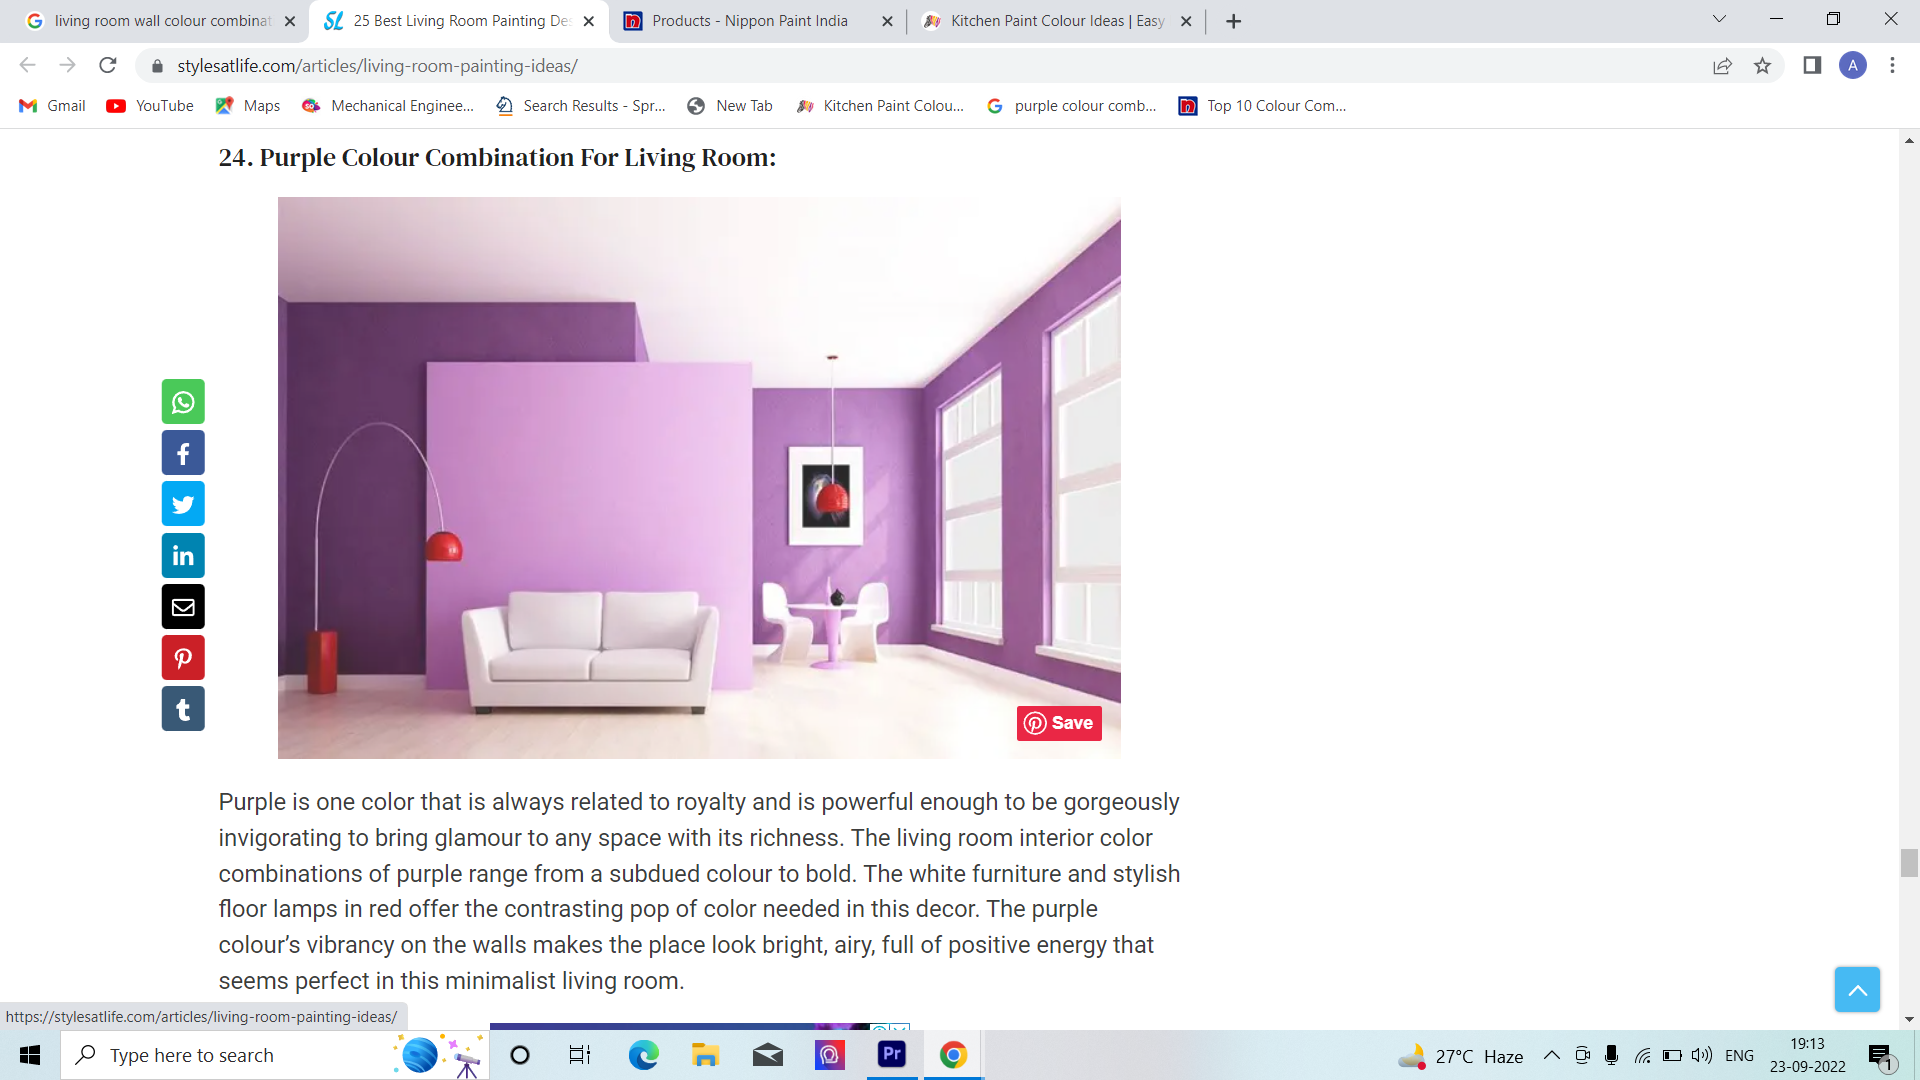 living room wall colour combinat
25 Best Living Room Painting De
Products - Nippon Paint India
Kitchen Paint Colour Ideas | Easy
stylesatlife.com/articles/living-room-painting-ideas/
A
Gmail
YouTube
Maps
Mechanical Enginee...
Search Results - Spr...
New Tab
Kitchen Paint Colou...
purple colour comb...
Top 10 Colour Com...
24. Purple Colour Combination For Living Room:
Save
Purple is one color that is always related to royalty and is powerful enough to be gorgeously
invigorating to bring glamour to any space with its richness. The living room interior color
combinations of purple range from a subdued colour to bold. The white furniture and stylish
floor lamps in red offer the contrasting pop of color needed in this decor. The purple
colour’s vibrancy on the walls makes the place look bright, airy, full of positive energy that
seems perfect in this minimalist living room.
https://stylesatlife.com/articles/living-room-painting-ideas/
Type here to search
Pr
27°C Haze
ENG
19:13
23-09-2022
1